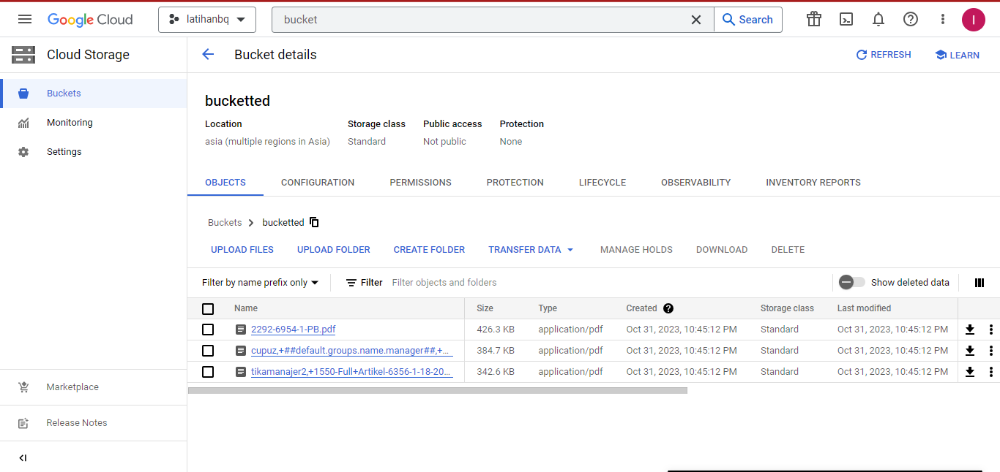 Google Cloud latihanbq bucket Search I
Cloud Storage
Bucket details REFRESH LEARN
Buckets
Monitoring
Settings
Marketplace
Release Notes
bucketted
Location Storage class Public access Protection
asia (multiple regions in Asia) Standard Not public None
OBJECTS CONFIGURATION PERMISSIONS PROTECTION LIFECYCLE OBSERVABILITY INVENTORY REPORTS
Buckets bucketted
UPLOAD FILES UPLOAD FOLDER CREATE FOLDER TRANSFER DATA MANAGE HOLDS DOWNLOAD DELETE
Filter by name prefix only Filter Filter objects and folders Show deleted data
Name Size Type Created Storage class Last modified
2292-6954-1-PB.pdf 426.3 KB application/pdf Oct 31, 2023, 10:45:12 PM Standard Oct 31, 2023, 10:45:12 PM
cupuz,+##default.groups.name.manager##,+... 384.7 KB application/pdf Oct 31, 2023, 10:45:12 PM Standard Oct 31, 2023, 10:45:12 PM
tikamanajer2,+1550-Full+Artikel-6356-1-18-20... 342.6 KB application/pdf Oct 31, 2023, 10:45:12 PM Standard Oct 31, 2023, 10:45:12 PM